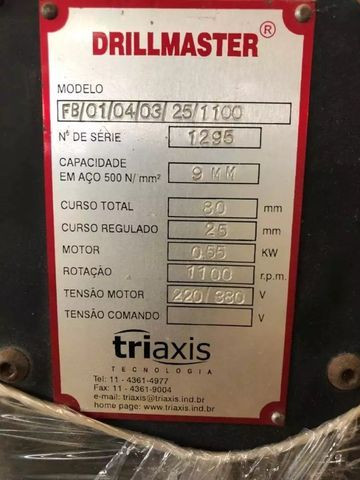 DRILLMASTER®
MODELO
FB/01/04/03/25/1100
Nº DE SÉRIE 1295
CAPACIDADE
EM AÇO 500 N/mm² 9 MM
CURSO TOTAL 80 mm
CURSO REGULADO 25 mm
MOTOR 0,55 KW
ROTAÇÃO 1100 r.p.m.
TENSÃO MOTOR 220/380 V
TENSÃO COMANDO V
triaxis
TECNOLOGIA
Tel: 11 - 4361-4977
Fax: 11 - 4361-9004
e-mail: triaxis@triaxis.ind.br
home page: www.triaxis.ind.br